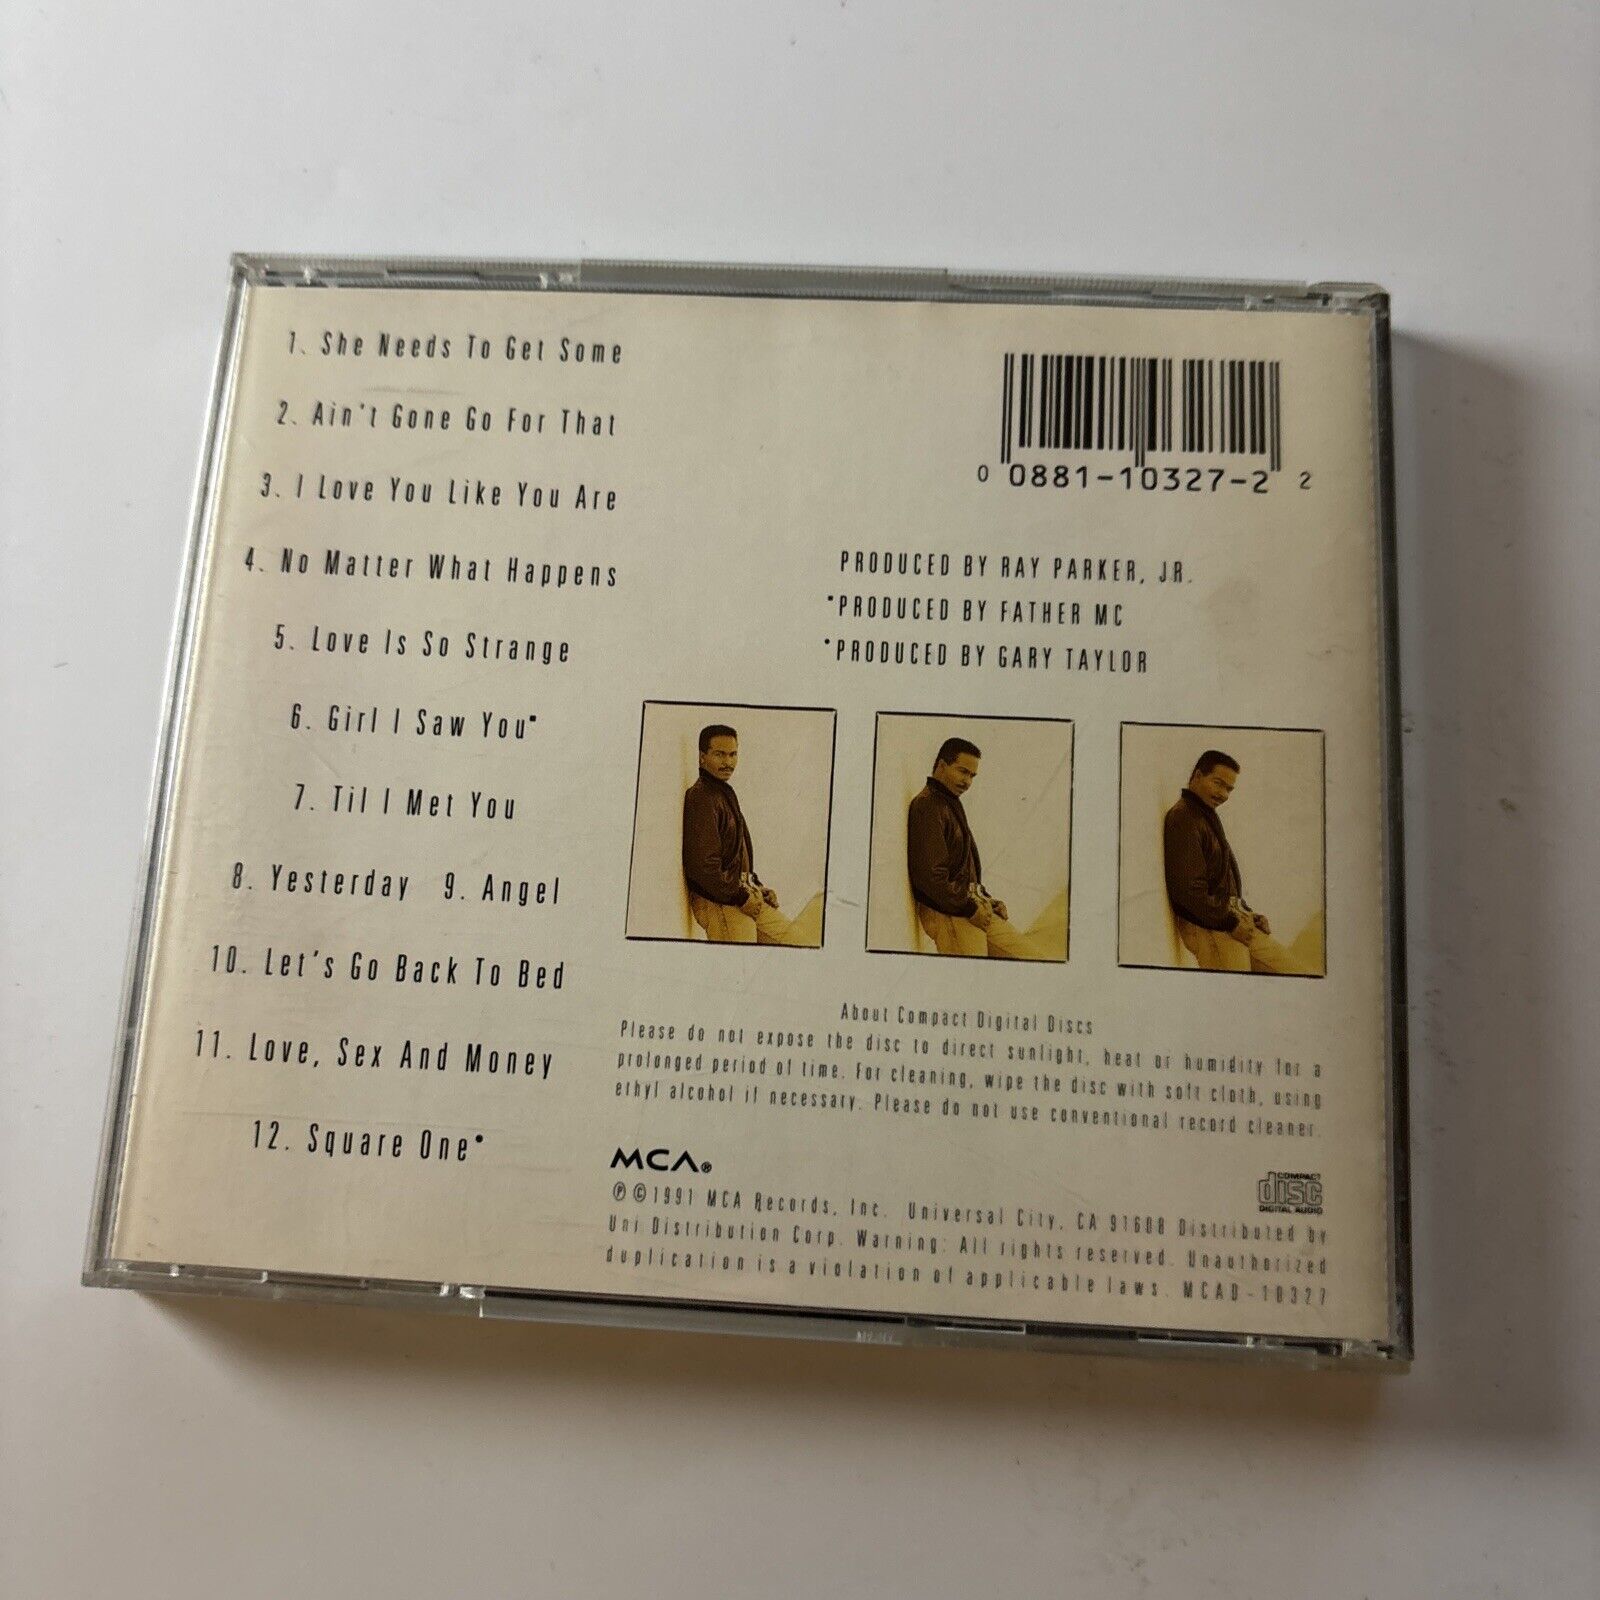 1. She Needs To Get Some
2. Ain't Gone Go For That
3. I Love You Like You Are
4. No Matter What Happens
5. Love Is So Strange
6. Girl I Saw You*
7. Til I Met You
8. Yesterday 9. Angel
10. Let's Go Back To Bed
11. Love, Sex And Money
12. Square One•
0 0881-10327-2 2
PRODUCED BY RAY PARKER, JR.
*PRODUCED BY FATHER MC
•PRODUCED BY GARY TAYLOR
About Compact Digital Discs
Please do not expose the disc to direct sunlight, heat or humidity for a
prolonged period of time. For cleaning, wipe the disc with soft cloth, using
ethyl alcohol if necessary. Please do not use conventional record cleaner.
MCA®
COMPACT
disc
DIGITAL AUDIO
℗©1991 MCA Records, Inc. Universal City, CA 91608 Distributed by
Uni Distribution Corp. Warning: All rights reserved. Unauthorized
duplication is a violation of applicable laws. MCAD-10327